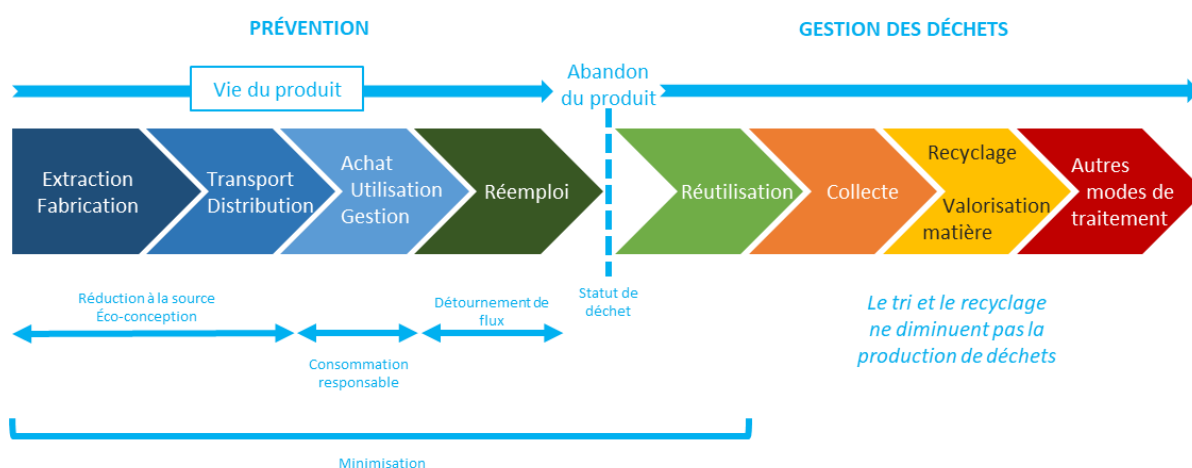 PRÉVENTION
GESTION DES DÉCHETS
Vie du produit
Abandon
du produit
Extraction
Fabrication
Transport
Distribution
Achat
Utilisation
Gestion
Réemploi
Réutilisation
Collecte
Recyclage
Valorisation
matière
Autres
modes de
traitement
Réduction à la source
Éco-conception
Consommation
responsable
Détournement de
flux
Statut de
déchet
Le tri et le recyclage
ne diminuent pas la
production de déchets
Minimisation